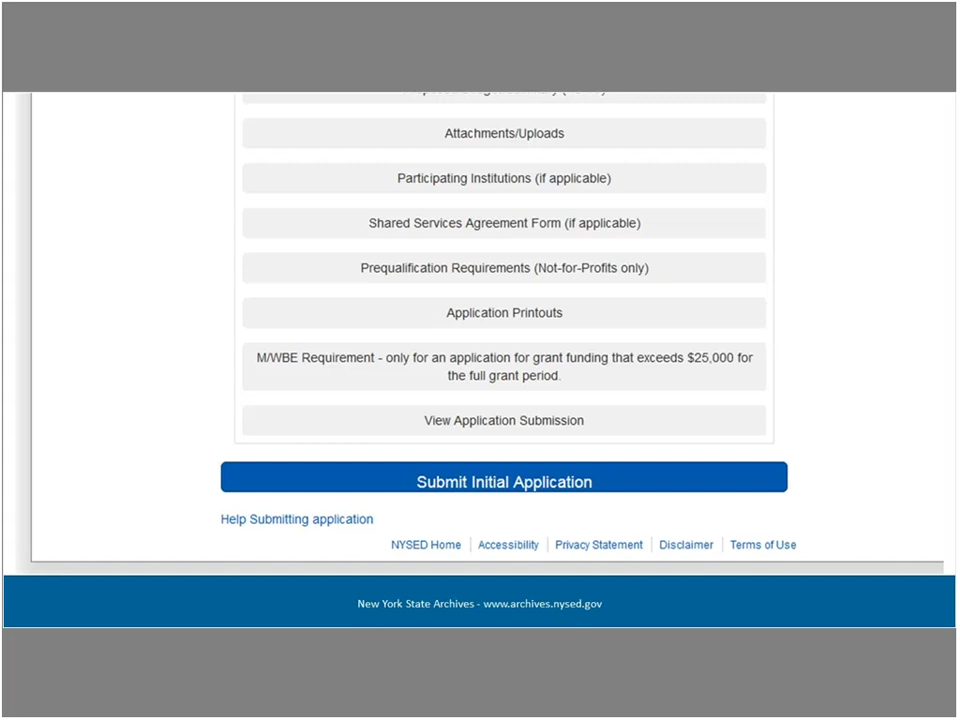 Attachments/Uploads
Participating Institutions (if applicable)
Shared Services Agreement Form (if applicable)
Prequalification Requirements (Not-for-Profits only)
Application Printouts
M/WBE Requirement - only for an application for grant funding that exceeds $25,000 for
the full grant period.
View Application Submission
Submit Initial Application
Help Submitting application
NYSED Home Accessibility Privacy Statement Disclaimer Terms of Use
New York State Archives - www.archives.nysed.gov